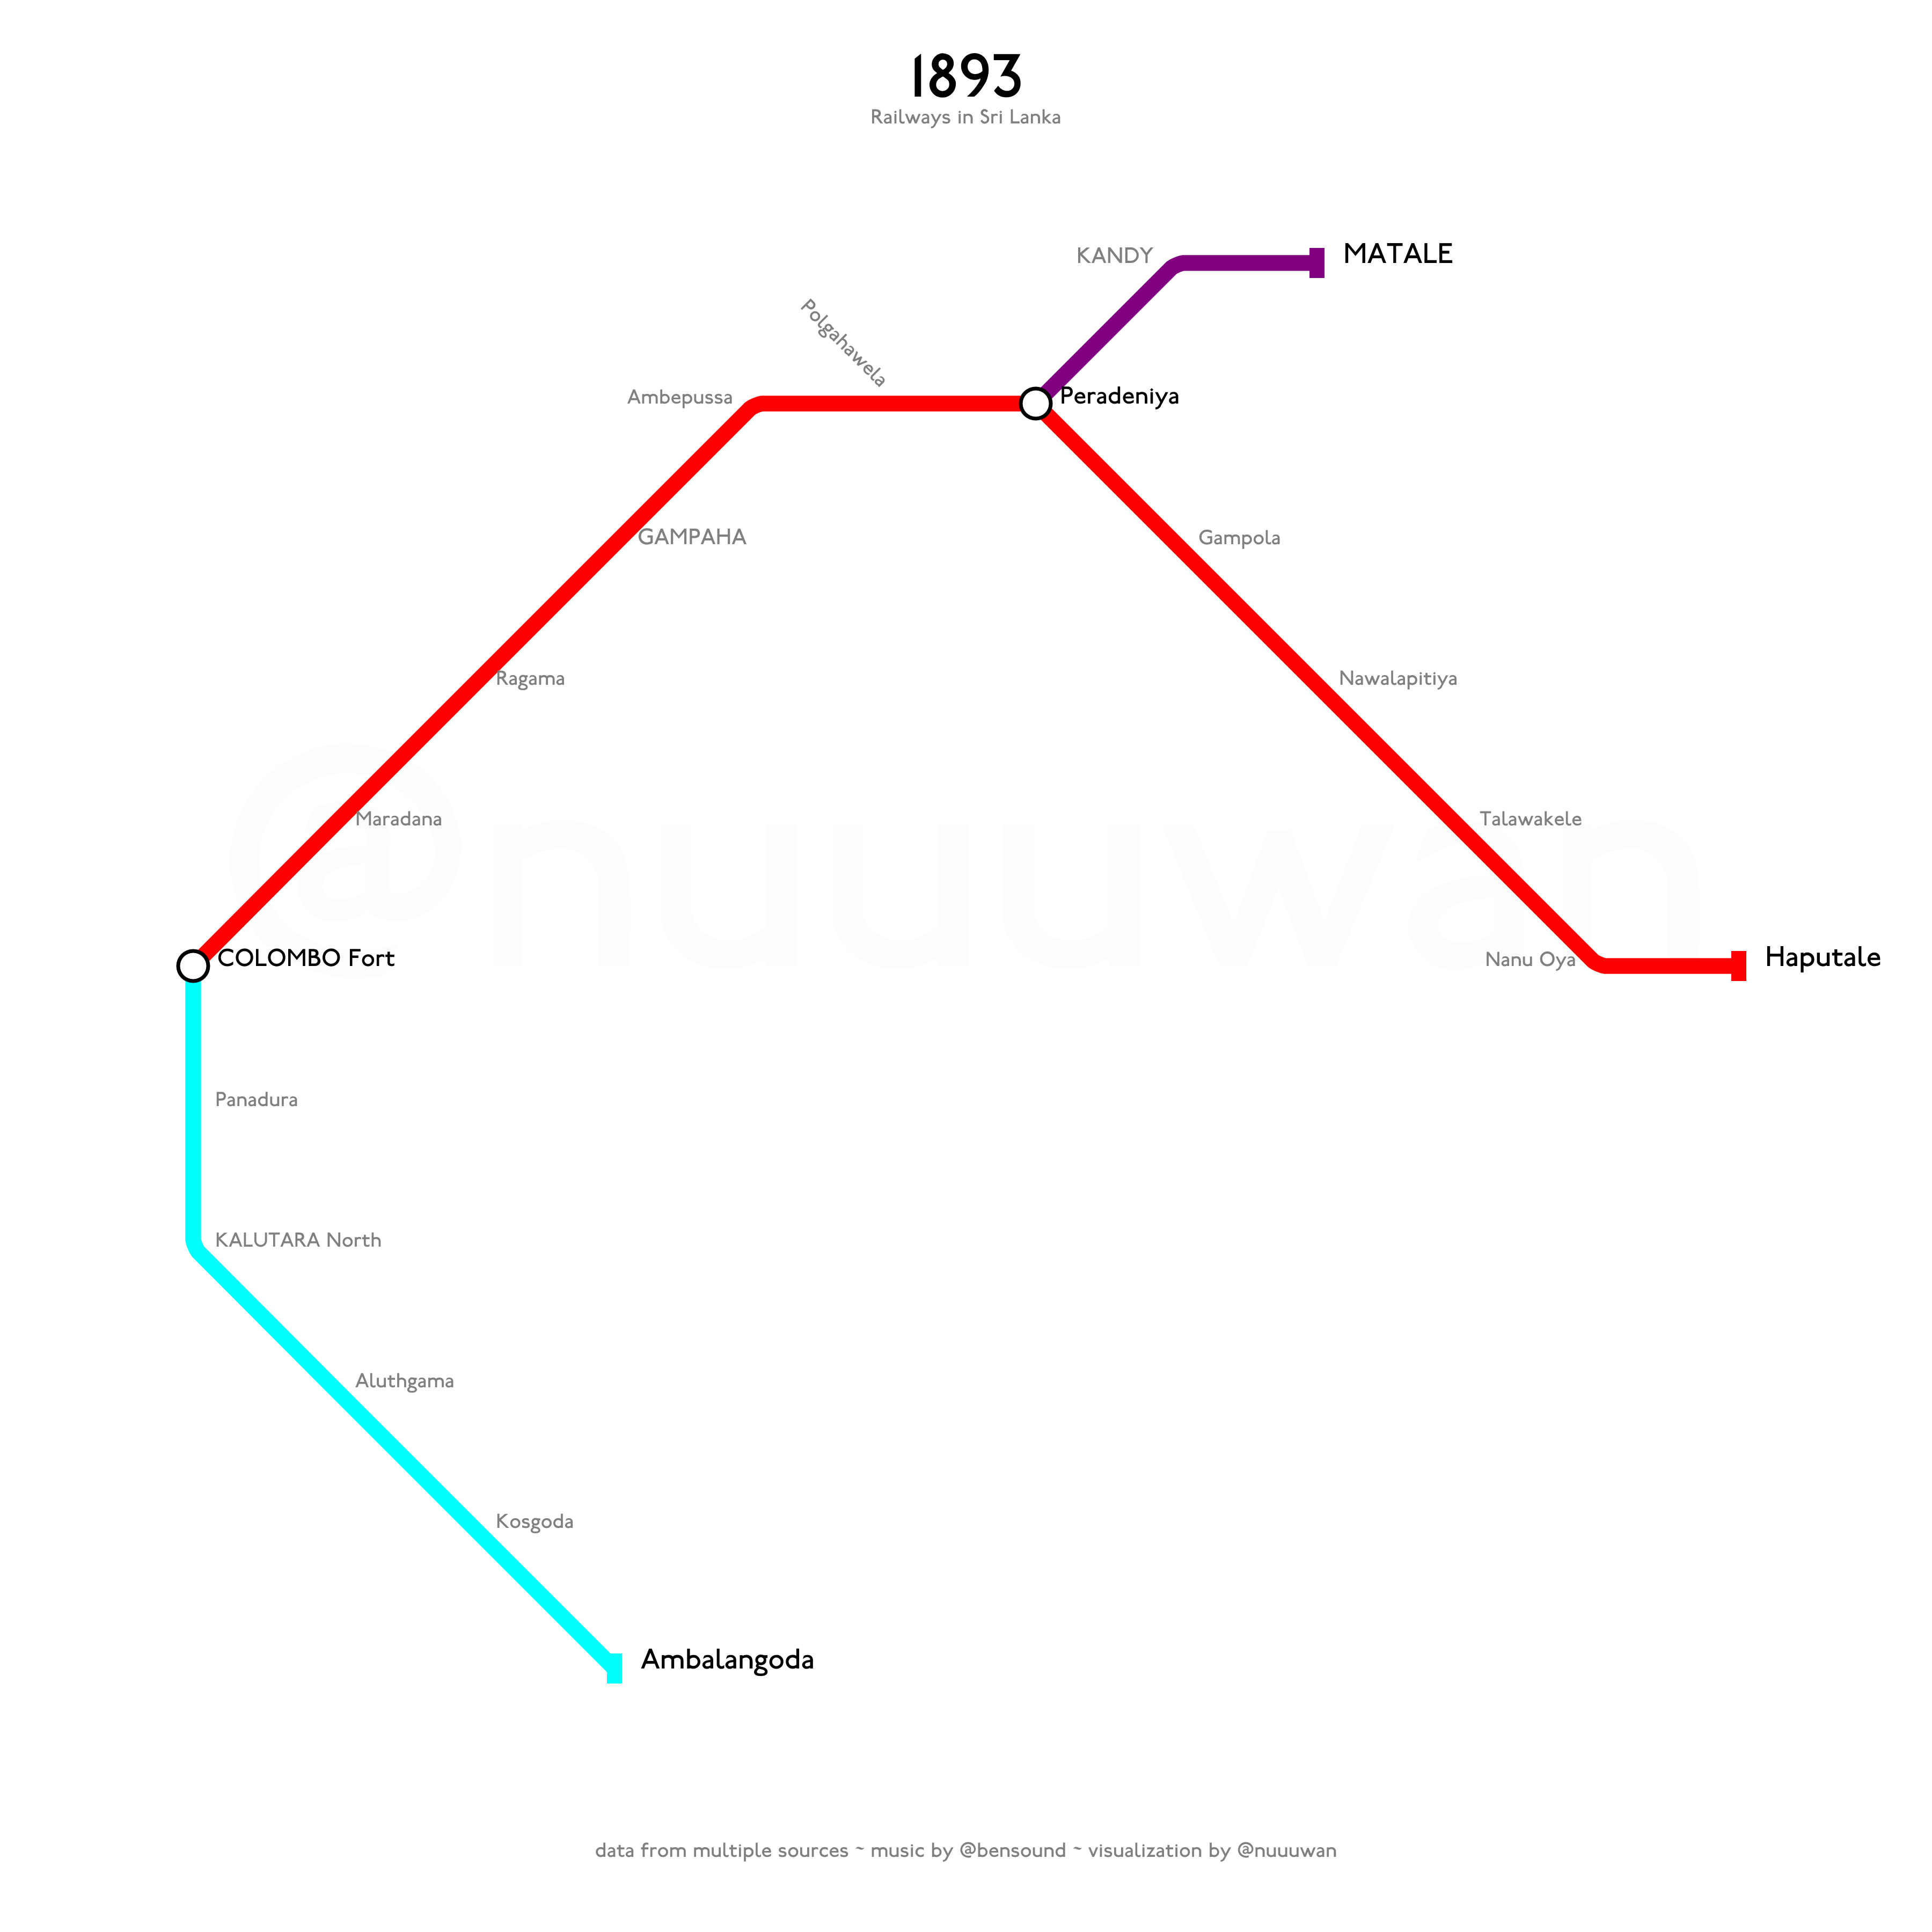 1893
Railways in Sri Lanka
KANDY
MATALE
Polgahawela
Ambepussa
Peradeniya
GAMPAHA
Gampola
Ragama
Nawalapitiya
Maradana
Talawakele
@nuuuwan
COLOMBO Fort
Nanu Oya
Haputale
Panadura
KALUTARA North
Aluthgama
Kosgoda
Ambalangoda
data from multiple sources ~ music by @bensound ~ visualization by @nuuuwan